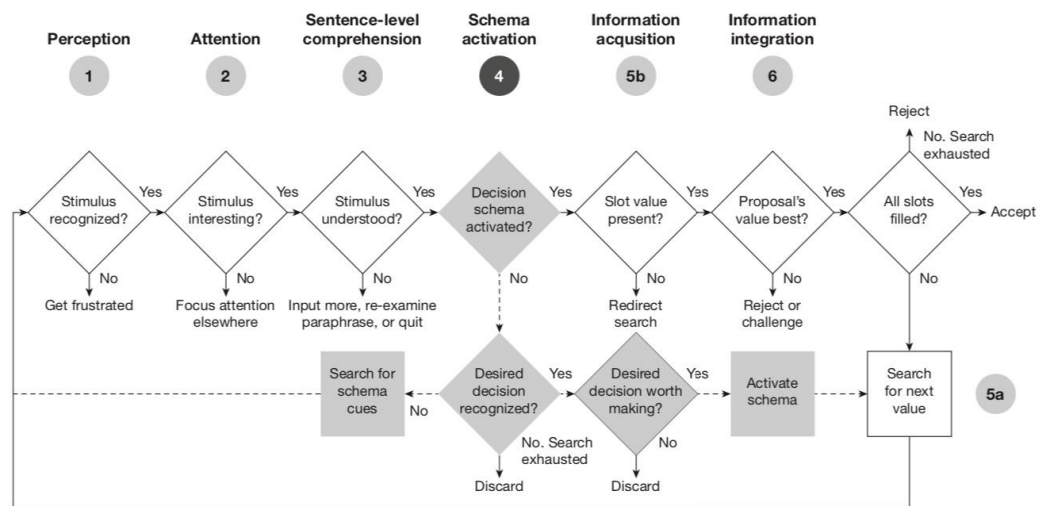 Perception
Attention
Sentence-level
comprehension
Schema
activation
Information
acqusition
Information
integration
1
2
3
4
5b
6
Reject
No. Search
exhausted
Stimulus
recognized?
Yes
Stimulus
interesting?
Yes
Stimulus
understood?
Yes
Decision
schema
activated?
Yes
Slot value
present?
Yes
Proposal's
value best?
Yes
All slots
filled?
Yes
Accept
No
Get frustrated
No
Focus attention
elsewhere
No
Input more, re-examine
paraphrase, or quit
No
No
Redirect
search
No
Reject or
challenge
No
Search for
schema
cues
No
Desired
decision
recognized?
Yes
Desired
decision worth
making?
Yes
Activate
schema
Search
for next
value
5a
No. Search
exhausted
Discard
No
Discard